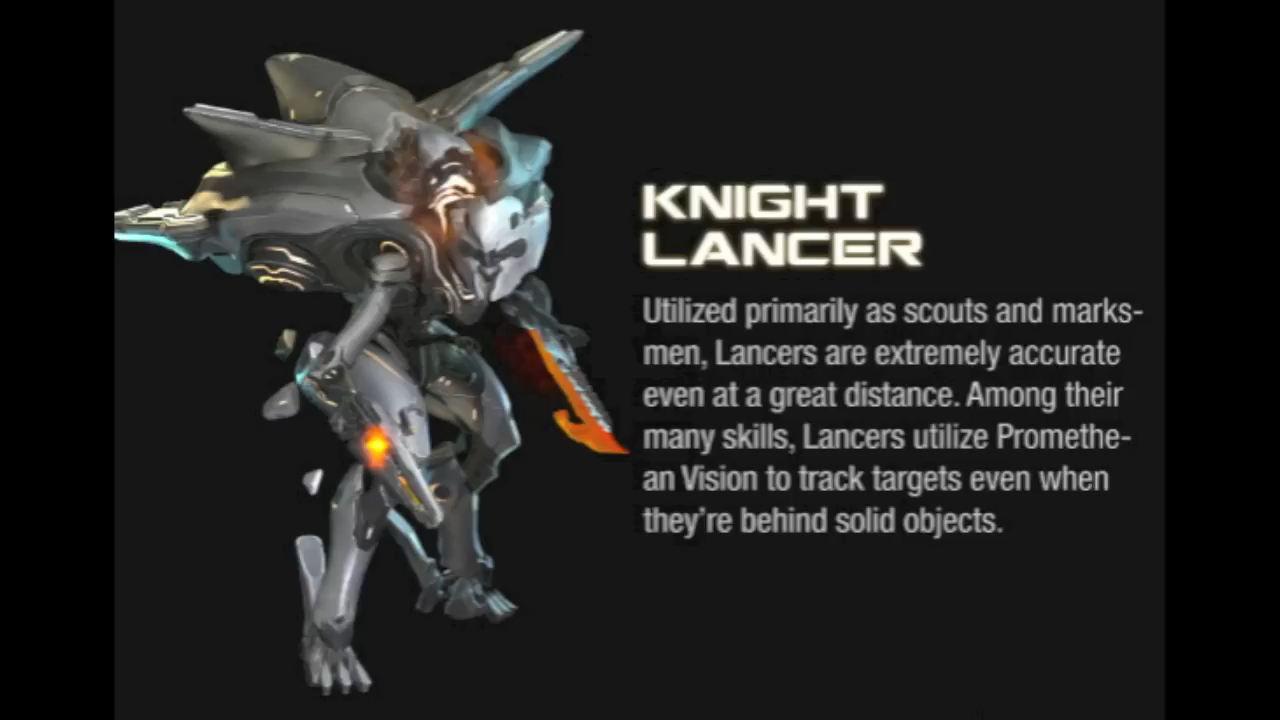 KNIGHT
LANCER
Utilized primarily as scouts and marks-
men, Lancers are extremely accurate
even at a great distance. Among their
many skills, Lancers utilize Promethe-
an Vision to track targets even when
they're behind solid objects.